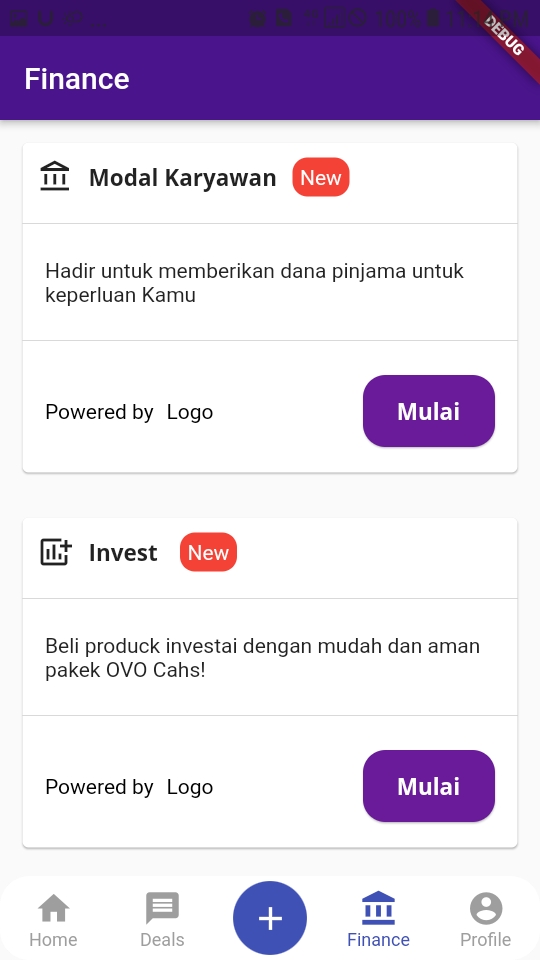 DEBUG
Finance
Modal Karyawan New
Hadir untuk memberikan dana pinjama untuk
keperluan Kamu
Powered by Logo
Mulai
Invest New
Beli produck investai dengan mudah dan aman
pakek OVO Cahs!
Powered by Logo
Mulai
Home Deals + Finance Profile